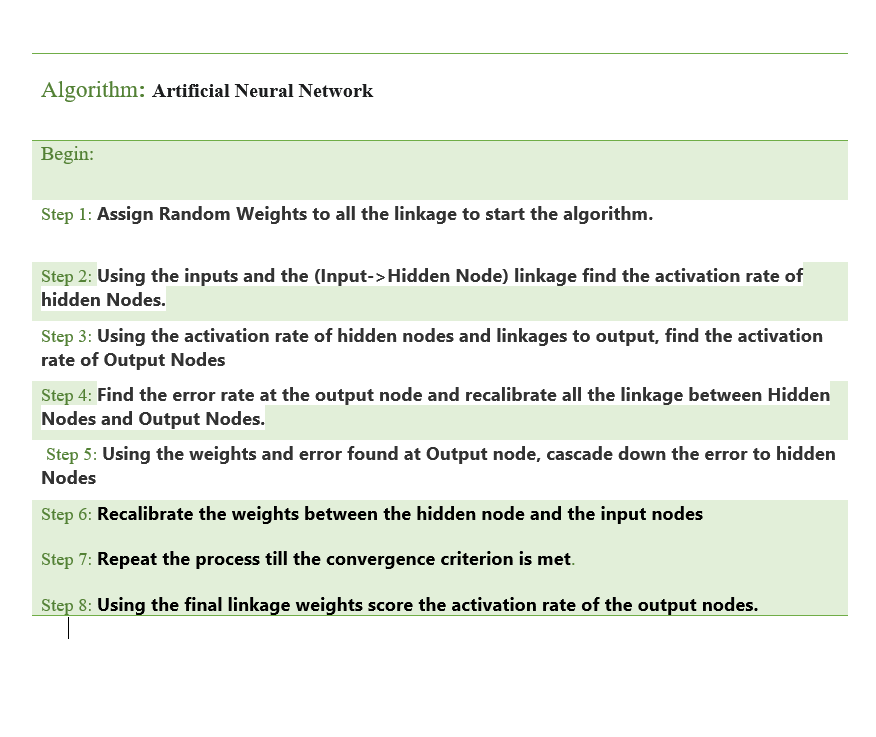 Algorithm: Artificial Neural Network
Begin:
Step 1: Assign Random Weights to all the linkage to start the algorithm.
Step 2: Using the inputs and the (Input->Hidden Node) linkage find the activation rate of
hidden Nodes.
Step 3: Using the activation rate of hidden nodes and linkages to output, find the activation
rate of Output Nodes
Step 4: Find the error rate at the output node and recalibrate all the linkage between Hidden
Nodes and Output Nodes.
Step 5: Using the weights and error found at Output node, cascade down the error to hidden
Nodes
Step 6: Recalibrate the weights between the hidden node and the input nodes
Step 7: Repeat the process till the convergence criterion is met.
Step 8: Using the final linkage weights score the activation rate of the output nodes.